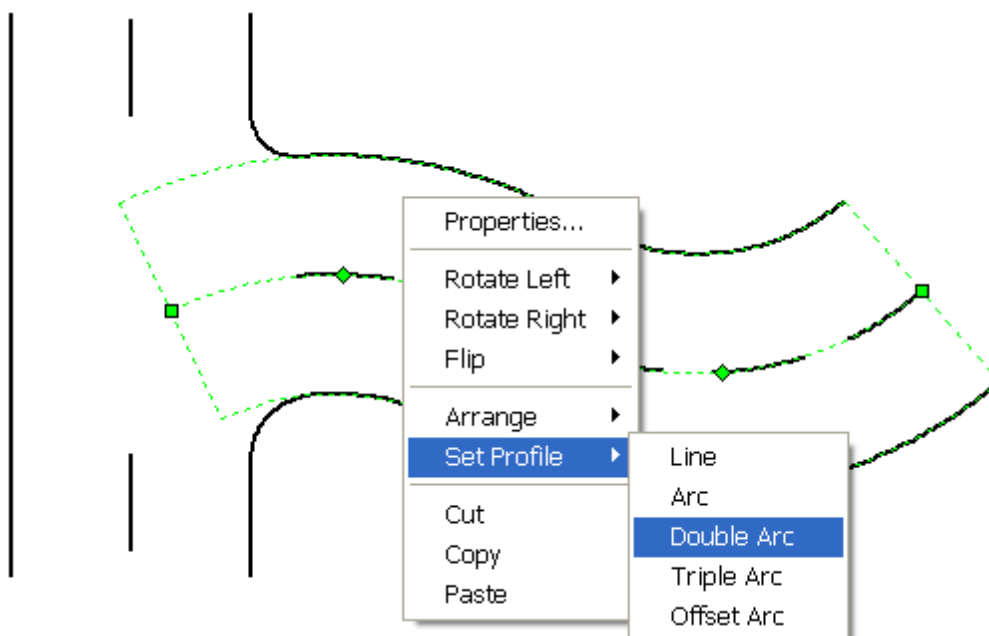 Properties...
Rotate Left
Rotate Right
Flip
Arrange
Set Profile
Cut
Copy
Paste
Line
Arc
Double Arc
Triple Arc
Offset Arc